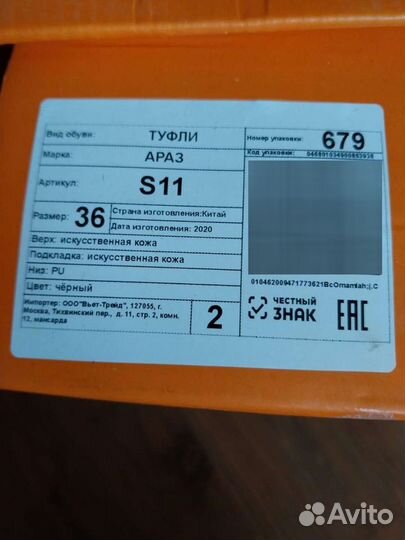 Вид обуви: ТУФЛИ
Марка: АРАЗ
Артикул: S11
Размер: 36
Страна изготовления:Китай
Дата изготовления: 2020
Верх: искусственная кожа
Подкладка: искусственная кожа
Низ: PU
Цвет: чёрный
Импортер: ООО"Вьет-Трейд", 127055, г.
Москва, Тихвинский пер., д. 11, стр. 2, комн.
12, мансарда
2
Номер упаковки: 679
Код упаковки:
ЧЕСТНЫЙ
ЗНАК
EAC
Avito